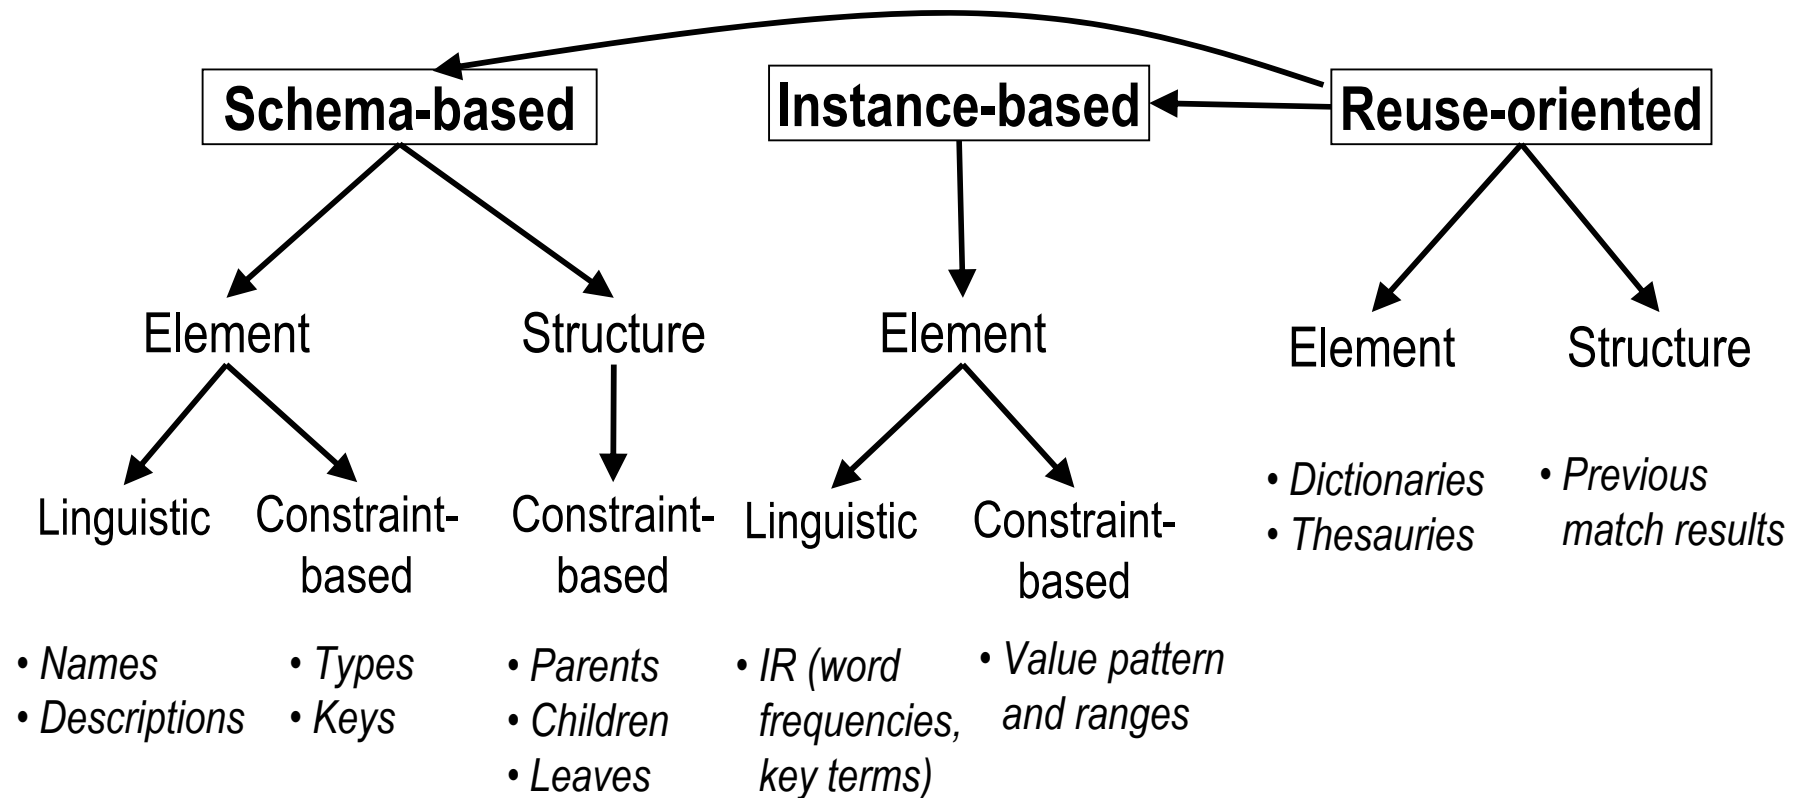 Schema-based
Instance-based
Reuse-oriented
Element
Structure
Element
Element
Structure
Linguistic
Constraint-
based
Constraint-
based
Linguistic
Constraint-
based
• Dictionaries
• Thesauries
• Previous
match results
• Names
• Descriptions
• Types
• Keys
• Parents
• Children
• Leaves
• IR (word
frequencies,
key terms)
• Value pattern
and ranges